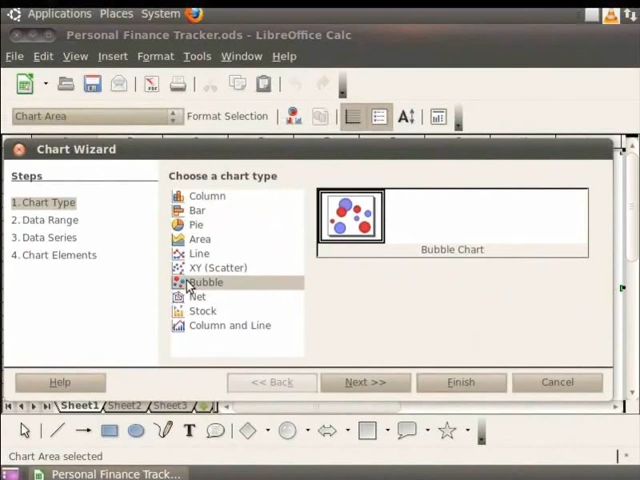 Applications Places System
Personal Finance Tracker.ods - LibreOffice Calc
File Edit View Insert Format Tools Window Help
Chart Area Format Selection
Chart Wizard
Steps
1. Chart Type
2. Data Range
3. Data Series
4. Chart Elements
Choose a chart type
Column
Bar
Pie
Area
Line
XY (Scatter)
Bubble
Net
Stock
Column and Line
Bubble Chart
Help << Back Next >> Finish Cancel
Sheet1 Sheet2 Sheet3
Chart Area selected
Personal Finance Track...